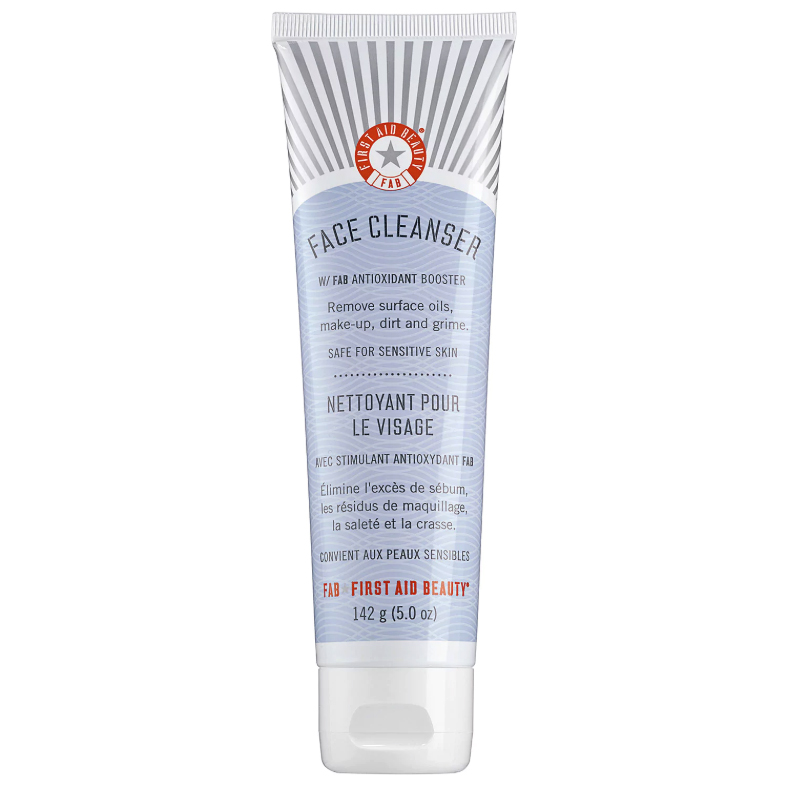 FIRST AID BEAUTY®
FAB
FACE CLEANSER
W/ FAB ANTIOXIDANT BOOSTER
Remove surface oils,
make-up, dirt and grime.
SAFE FOR SENSITIVE SKIN
NETTOYANT POUR
LE VISAGE
AVEC STIMULANT ANTIOXYDANT FAB
Élimine l'excès de sébum,
les résidus de maquillage,
la saleté et la crasse.
CONVIENT AUX PEAUX SENSIBLES
FAB ★ FIRST AID BEAUTY®
142 g (5.0 oz)